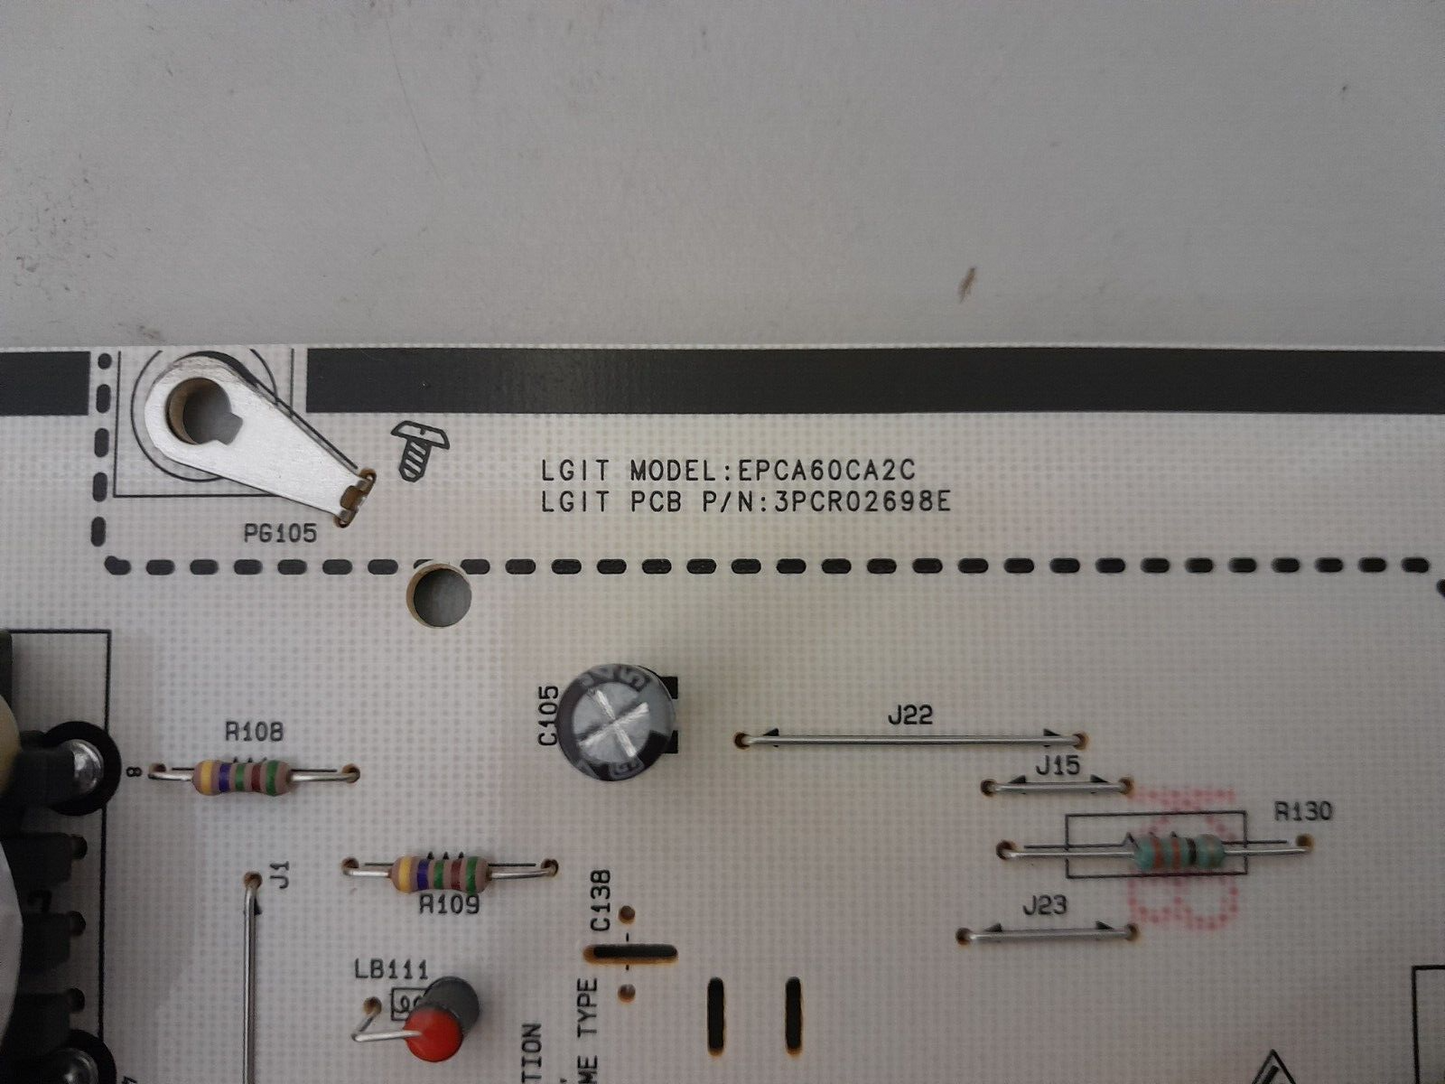 LGIT MODEL:EPCA60CA2C
LGIT PCB P/N:3PCR02698E
PG105
C105
J22
R108
J15
8
R130
J1
R109
C138
J23
LB111
TION
ME TYPE